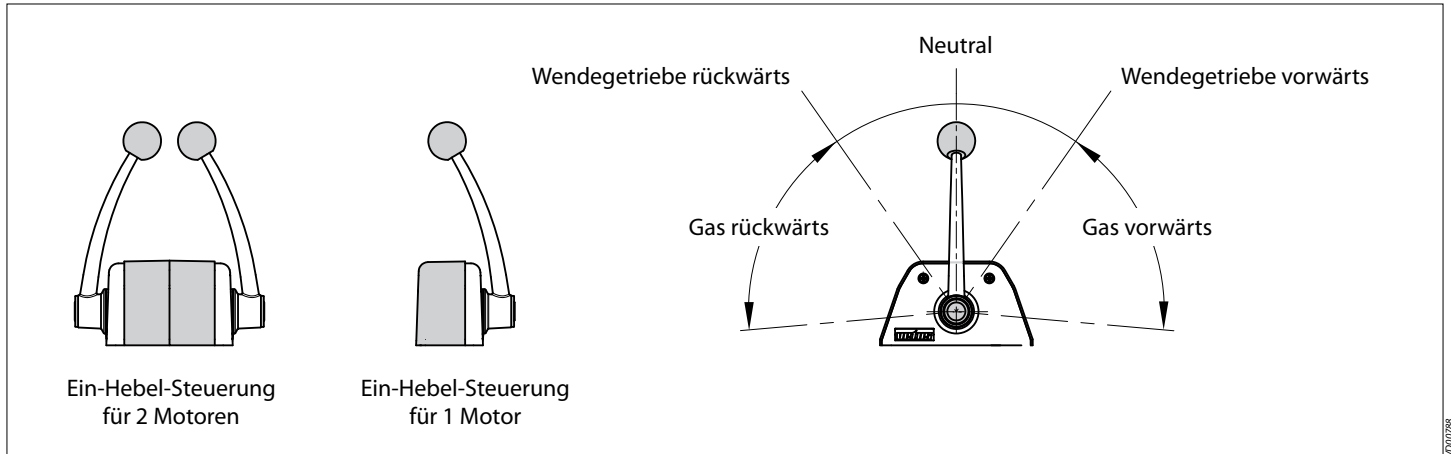 Neutral
Wendegetriebe rückwärts
Wendegetriebe vorwärts
Gas rückwärts
Gas vorwärts
Ein-Hebel-Steuerung
für 2 Motoren
Ein-Hebel-Steuerung
für 1 Motor